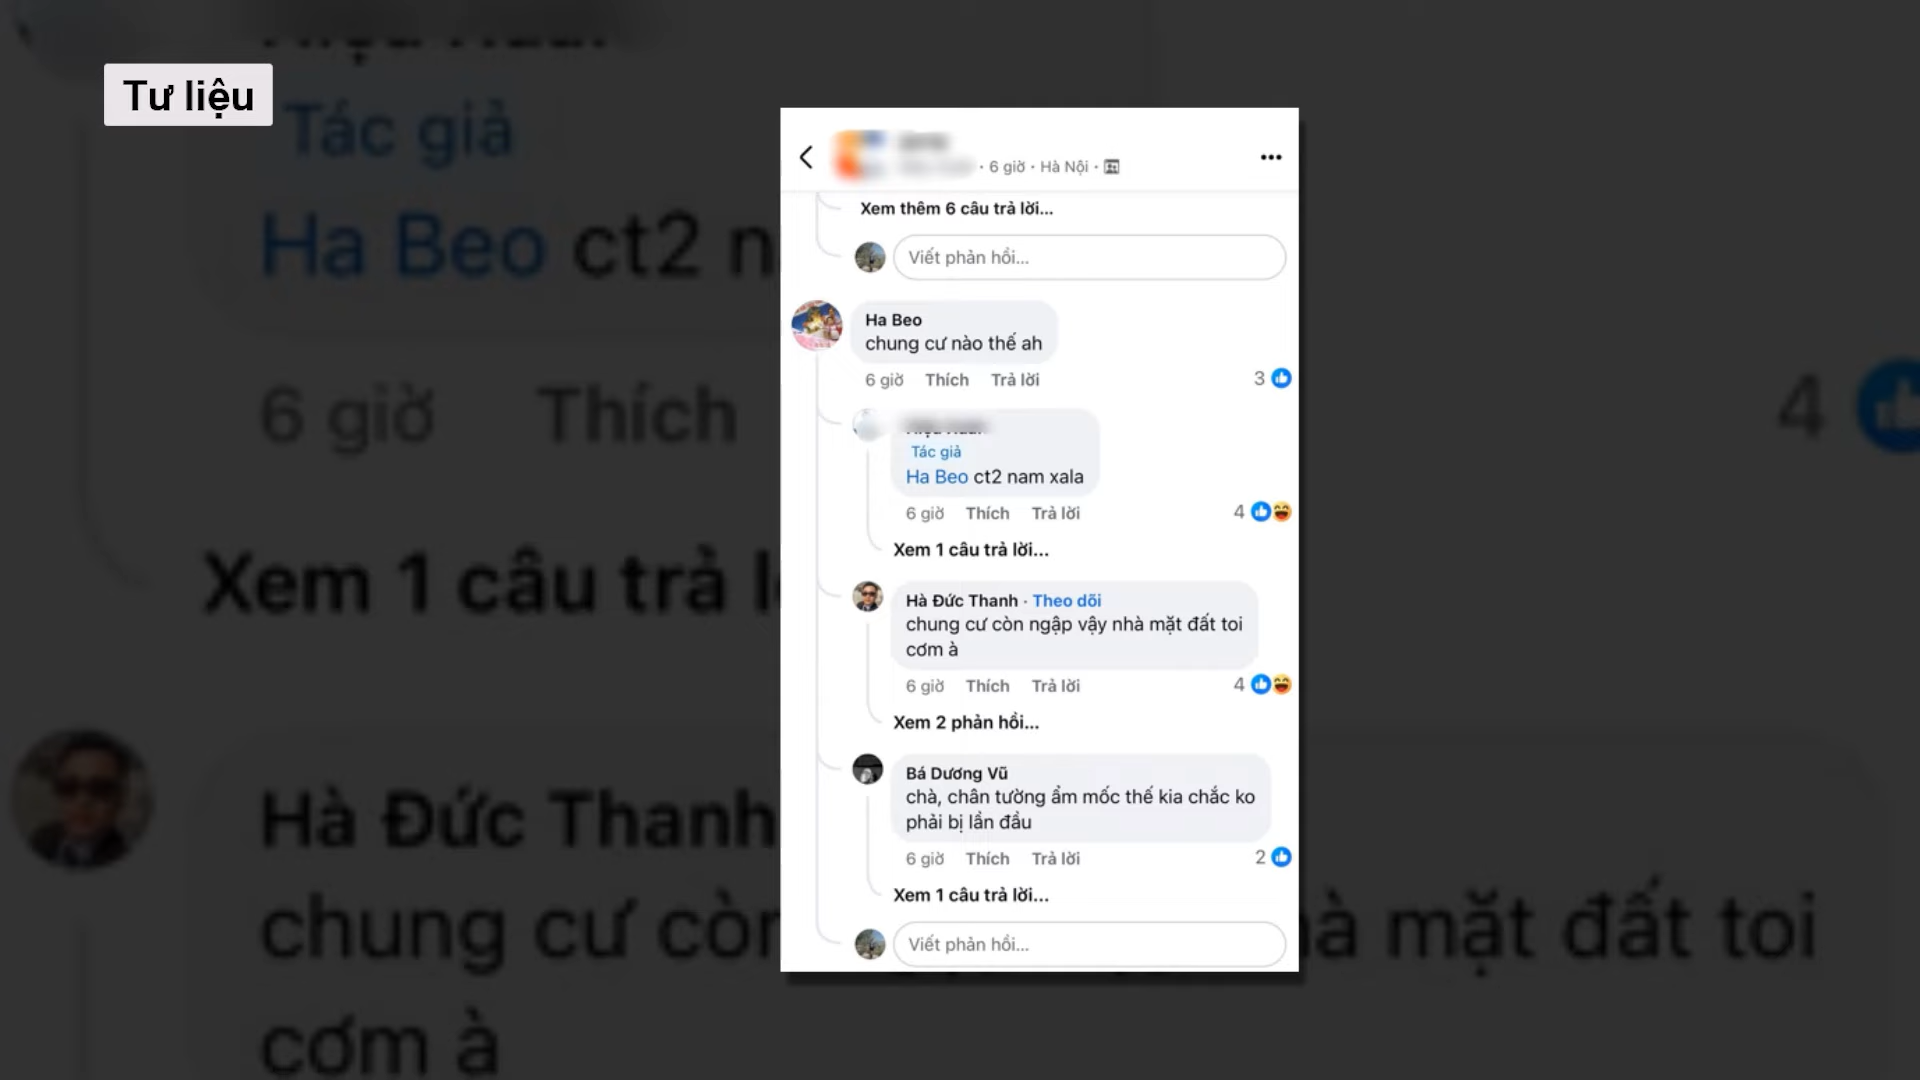 Tư liệu
6 giờ · Hà Nội ·
Xem thêm 6 câu trả lời...
Viết phản hồi...
Ha Beo
chung cư nào thế ah
6 giờ Thích Trả lời 3
Tác giả
Ha Beo ct2 nam xala
6 giờ Thích Trả lời 4
Xem 1 câu trả lời...
Hà Đức Thanh · Theo dõi
chung cư còn ngập vậy nhà mặt đất toi
cơm à
6 giờ Thích Trả lời 4
Xem 2 phản hồi...
Bá Dương Vũ
chà, chân tường ẩm mốc thế kia chắc ko
phải bị lần đầu
6 giờ Thích Trả lời 2
Xem 1 câu trả lời...
Viết phản hồi...
Tác giả
Ha Beo ct2
6 giờ Thích 4
Xem 1 câu trả
Hà Đức Thanh
chung cư mặt đất toi
cơm à